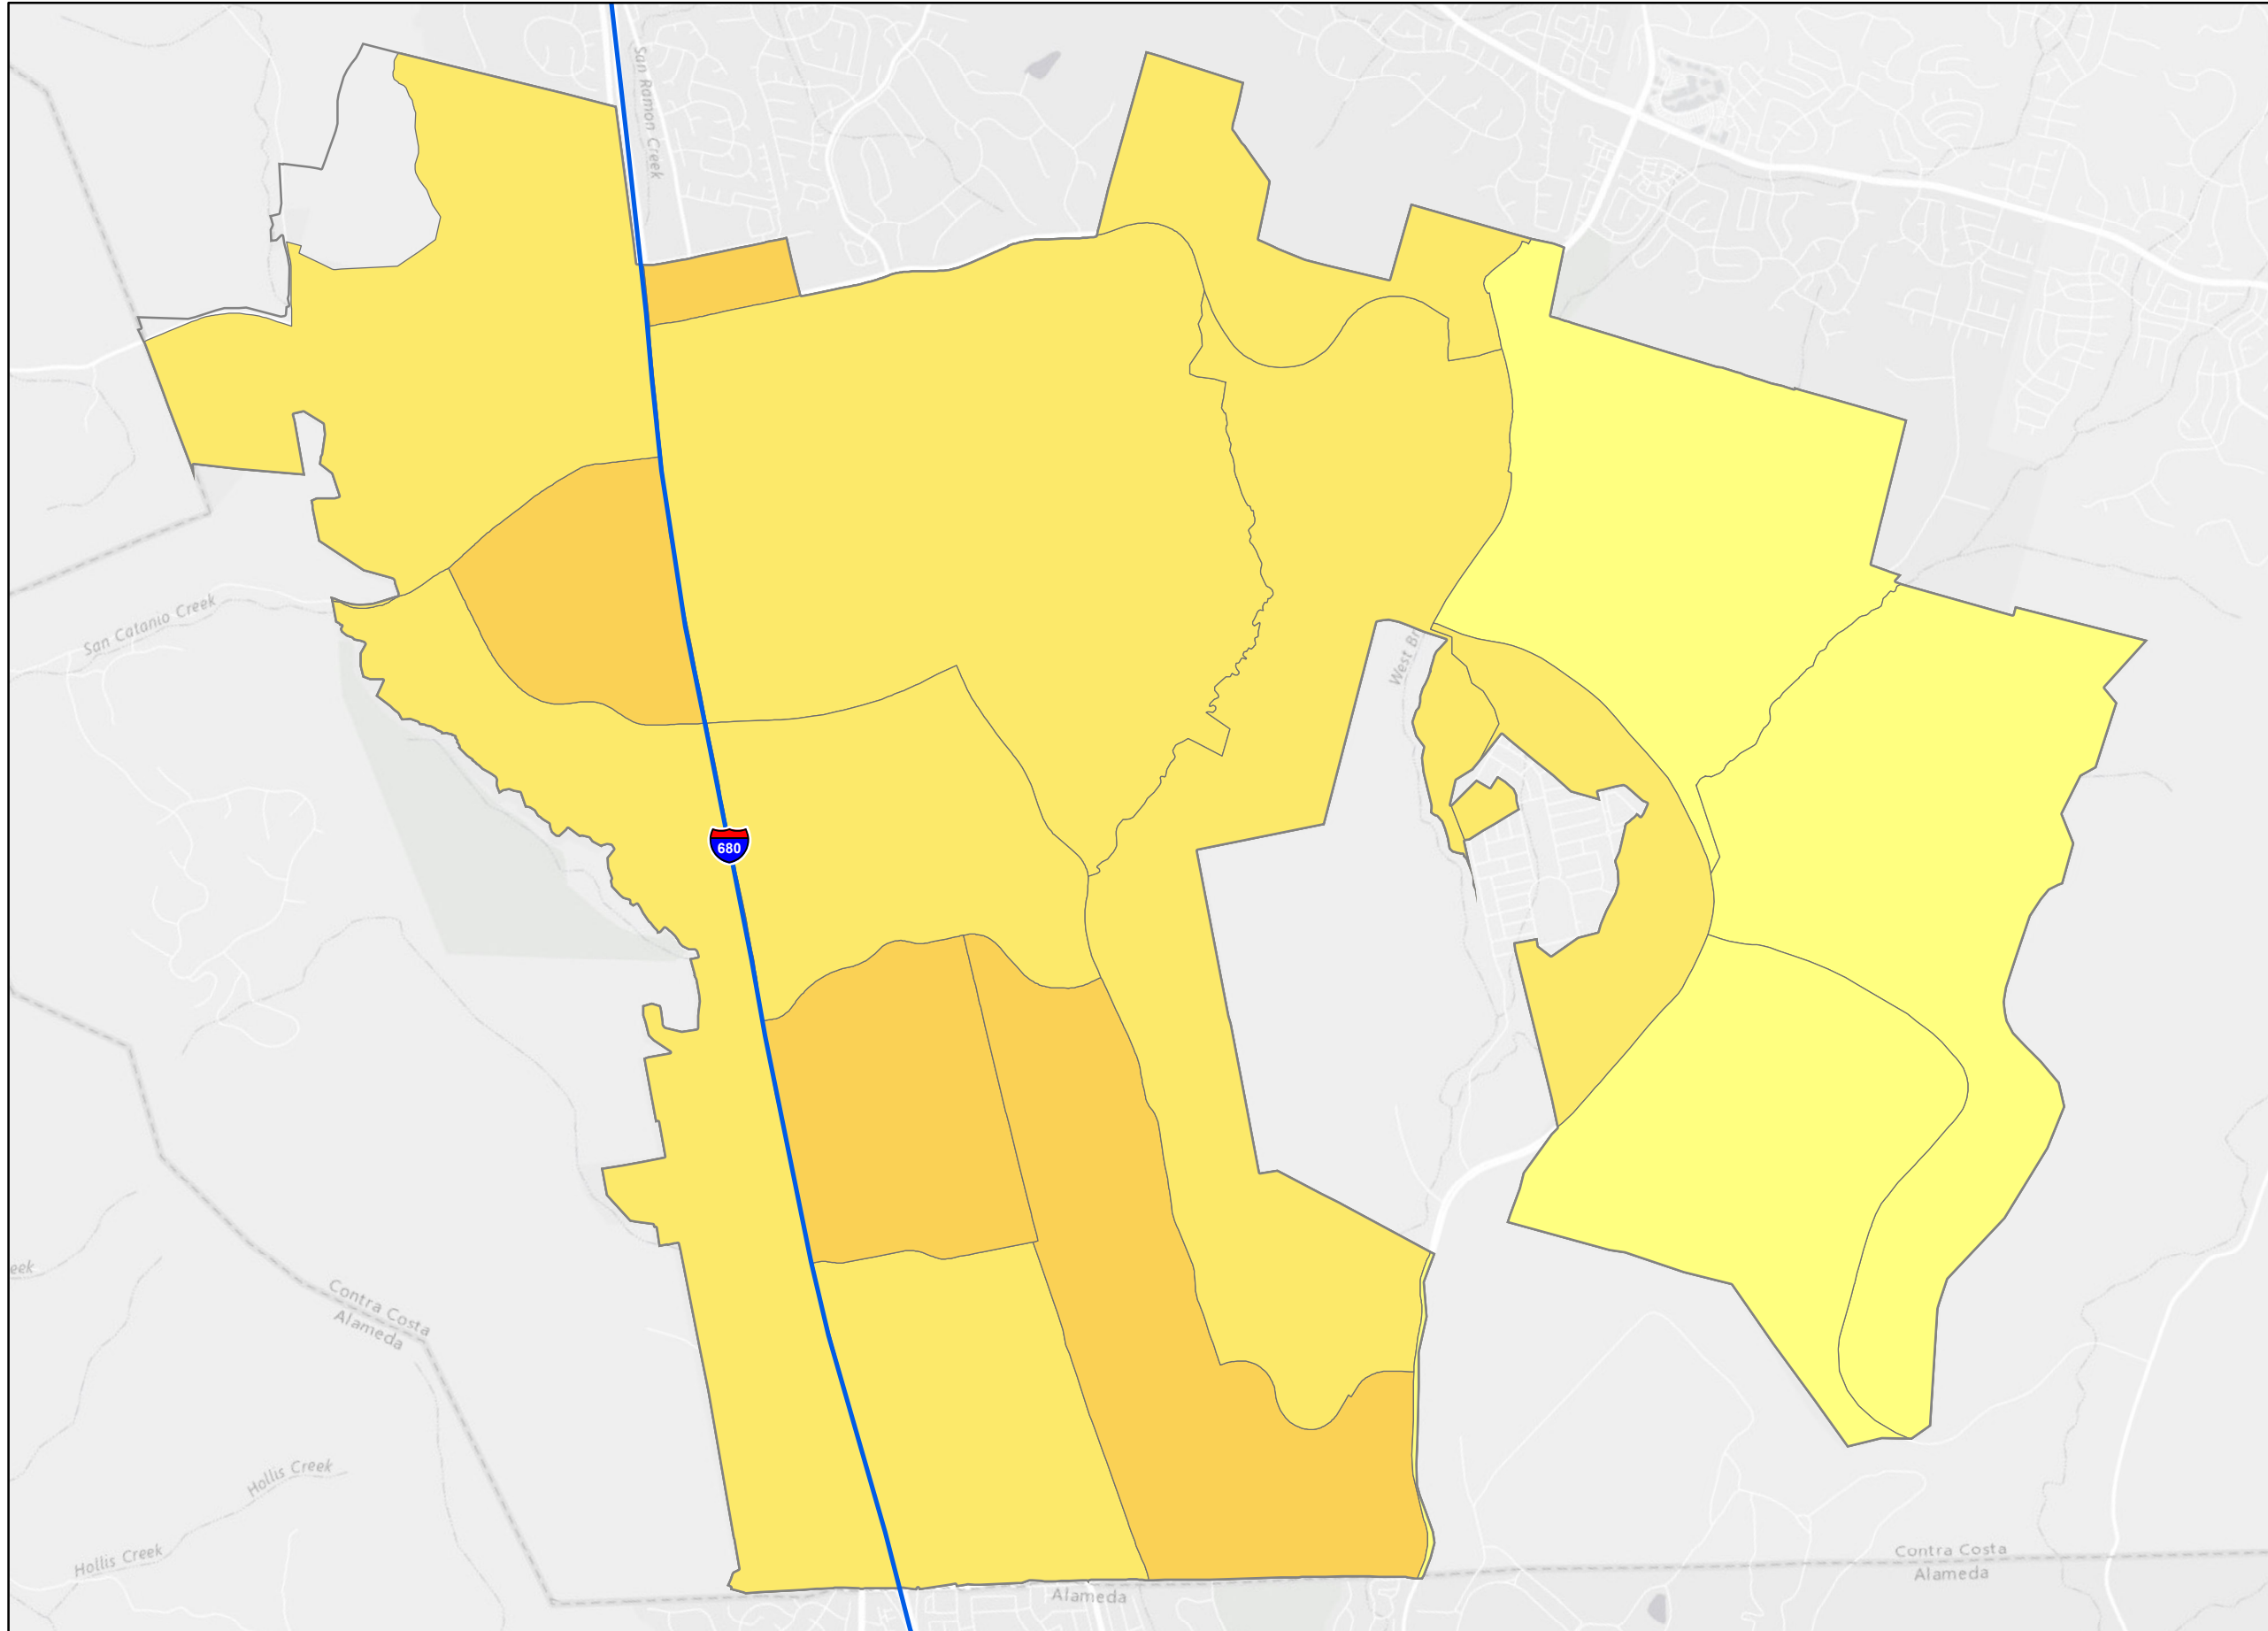 San Ramon Creek
San Catanio Creek
West Br
680
Contra Costa
Alameda
eek
Hollis Creek
Hollis Creek
Contra Costa
Alameda
Alameda